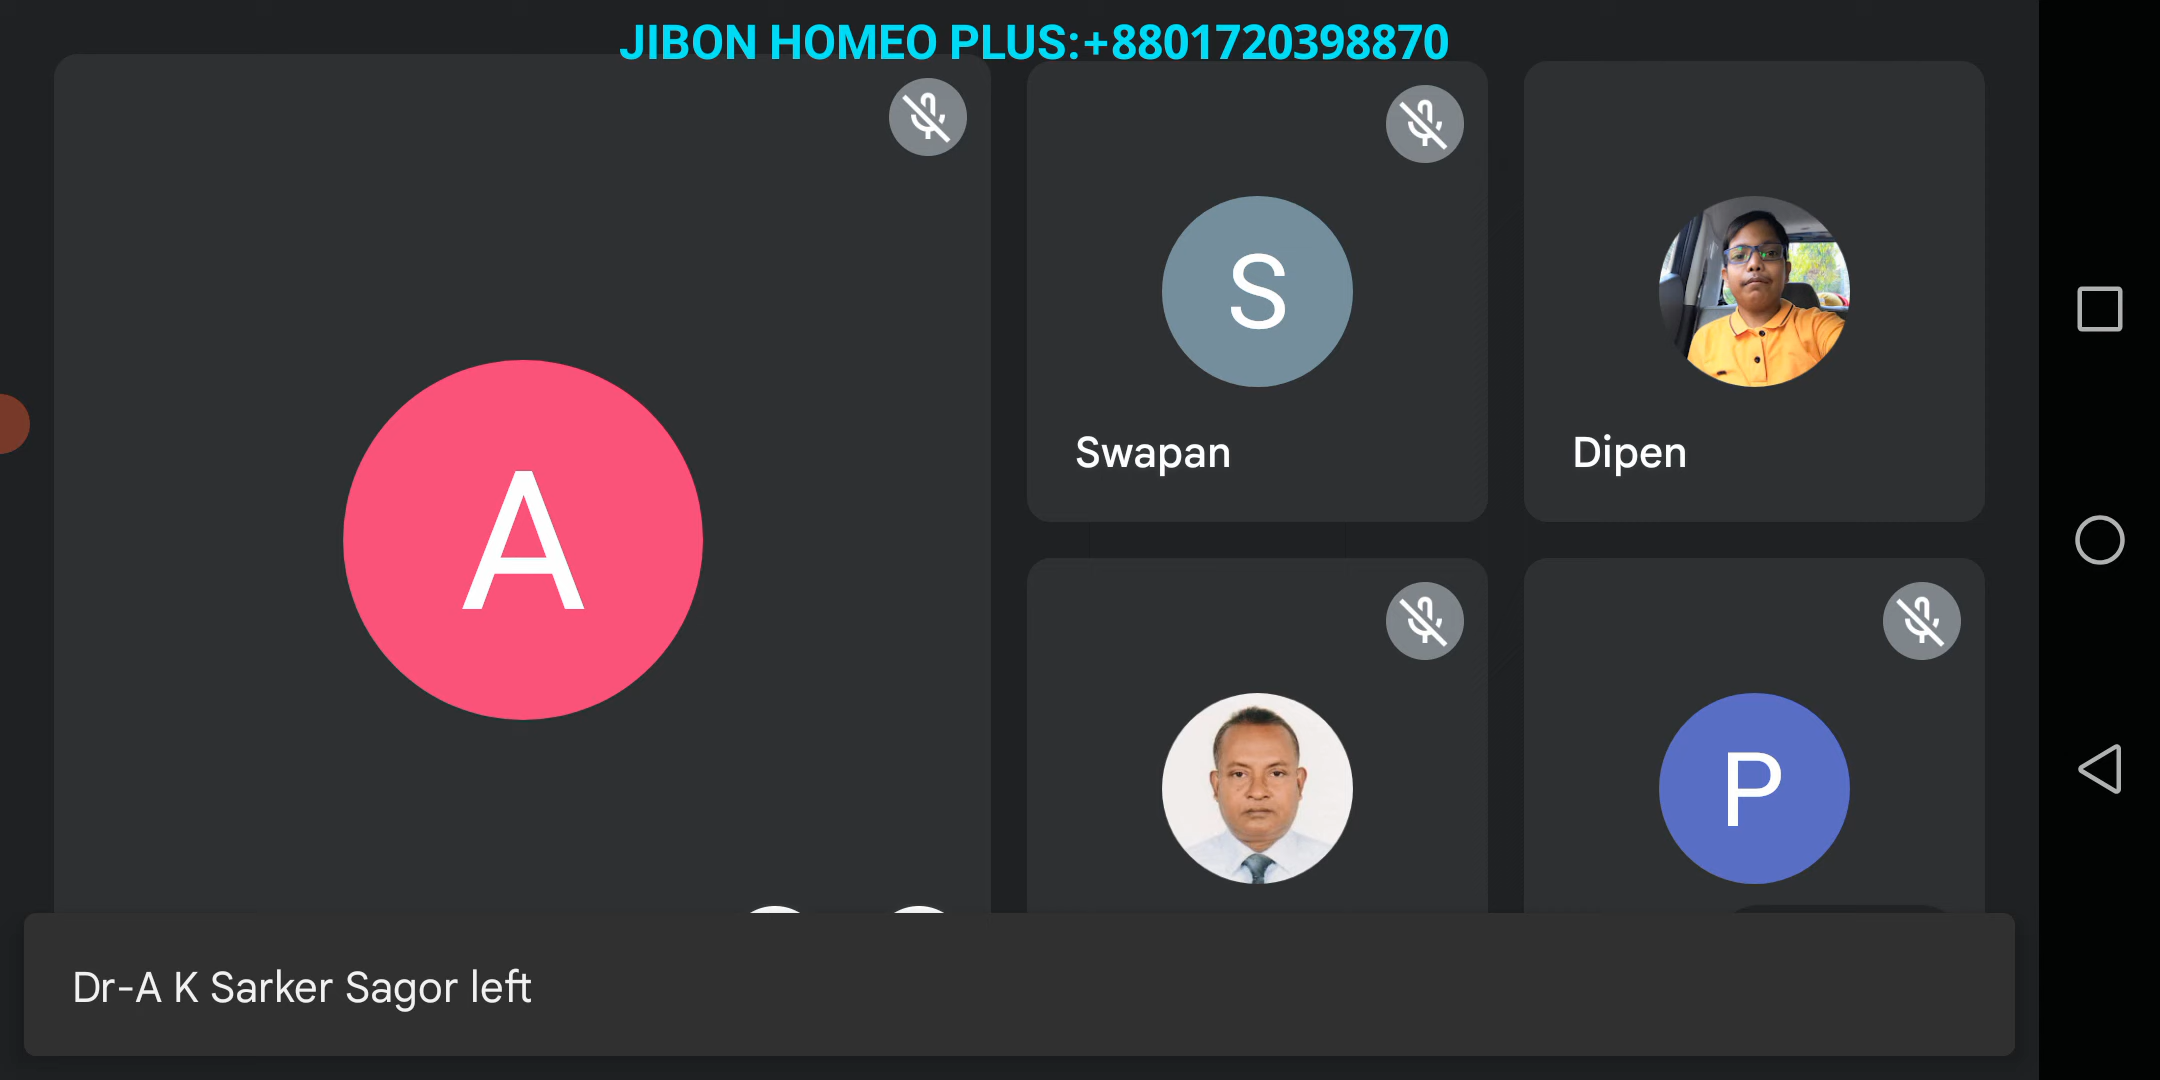 JIBON HOMEO PLUS:+8801720398870
A
S
Swapan
Dipen
P
Dr-A K Sarker Sagor left